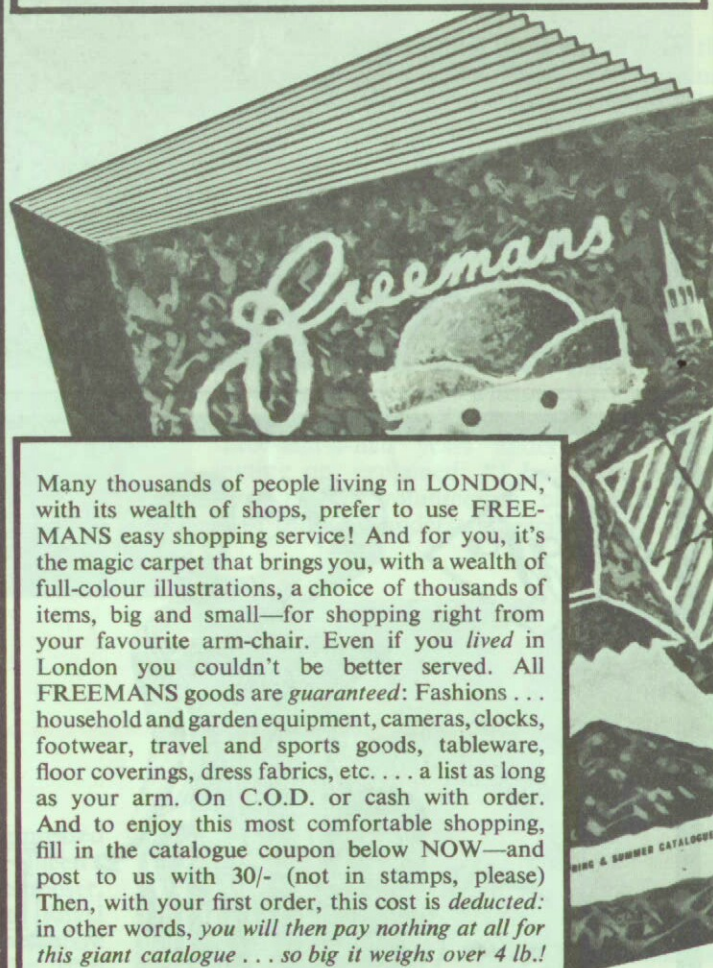 Freemans
Many thousands of people living in LONDON,
with its wealth of shops, prefer to use FREE-
MANS easy shopping service! And for you, it's
the magic carpet that brings you, with a wealth of
full-colour illustrations, a choice of thousands of
items, big and small—for shopping right from
your favourite arm-chair. Even if you lived in
London you couldn't be better served. All
FREEMANS goods are guaranteed: Fashions . . .
household and garden equipment, cameras, clocks,
footwear, travel and sports goods, tableware,
floor coverings, dress fabrics, etc. . . . a list as long
as your arm. On C.O.D. or cash with order.
And to enjoy this most comfortable shopping,
fill in the catalogue coupon below NOW—and
post to us with 30/- (not in stamps, please)
Then, with your first order, this cost is deducted:
in other words, you will then pay nothing at all for
this giant catalogue . . . so big it weighs over 4 lb.!
& SUMMER CATALOGUE